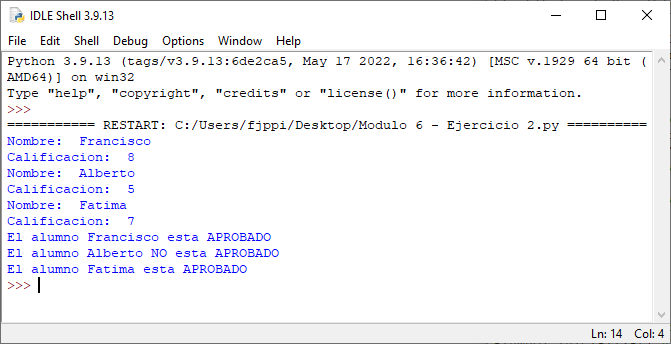 IDLE Shell 3.9.13
File Edit Shell Debug Options Window Help
Python 3.9.13 (tags/v3.9.13:6de2ca5, May 17 2022, 16:36:42) [MSC v.1929 64 bit (
AMD64)] on win32
Type "help", "copyright", "credits" or "license()" for more information.
>>>
=========== RESTART: C:/Users/fjppi/Desktop/Modulo 6 - Ejercicio 2.py ==========
Nombre:  Francisco
Calificacion:  8
Nombre:  Alberto
Calificacion:  5
Nombre:  Fatima
Calificacion:  7
El alumno Francisco esta APROBADO
El alumno Alberto NO esta APROBADO
El alumno Fatima esta APROBADO
>>>
Ln: 14 Col: 4